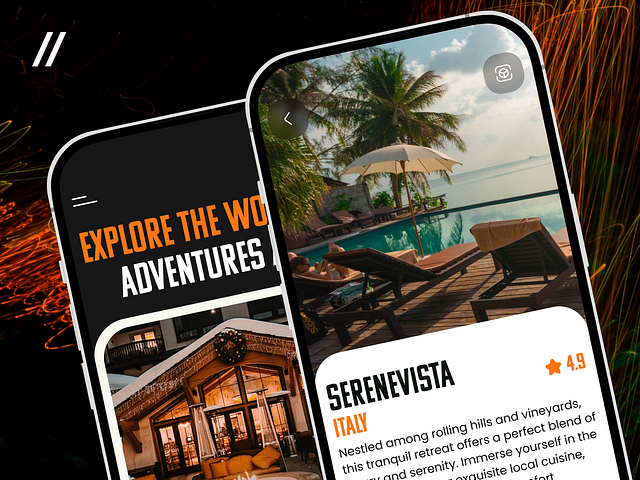 EXPLORE THE WO
ADVENTURES
SERENEVISTA
4.9
ITALY
Nestled among rolling hills and vineyards,
this tranquil retreat offers a perfect blend of
and serenity. Immerse yourself in the
exquisite local cuisine,